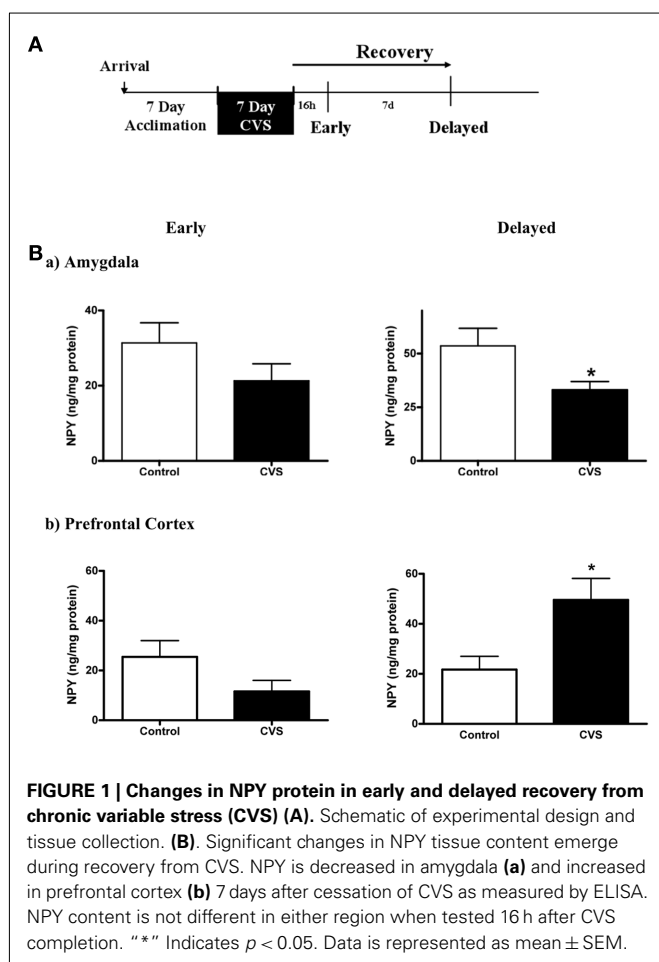 A
Recovery
Arrival
7 Day
Acclimation
7 Day
CVS
16h
Early
7d
Delayed
Early
Delayed
B
a) Amygdala
NPY (ng/mg protein)
40
20
0
Control
CVS
NPY (ng/mg protein)
50
25
0
*
Control
CVS
b) Prefrontal Cortex
NPY (ng/mg protein)
60
40
20
0
Control
CVS
NPY (ng/mg protein)
60
40
20
0
*
Control
CVS
FIGURE 1 | Changes in NPY protein in early and delayed recovery from
chronic variable stress (CVS) (A). Schematic of experimental design and
tissue collection. (B). Significant changes in NPY tissue content emerge
during recovery from CVS. NPY is decreased in amygdala (a) and increased
in prefrontal cortex (b) 7 days after cessation of CVS as measured by ELISA.
NPY content is not different in either region when tested 16 h after CVS
completion. "*" Indicates p < 0.05. Data is represented as mean ± SEM.